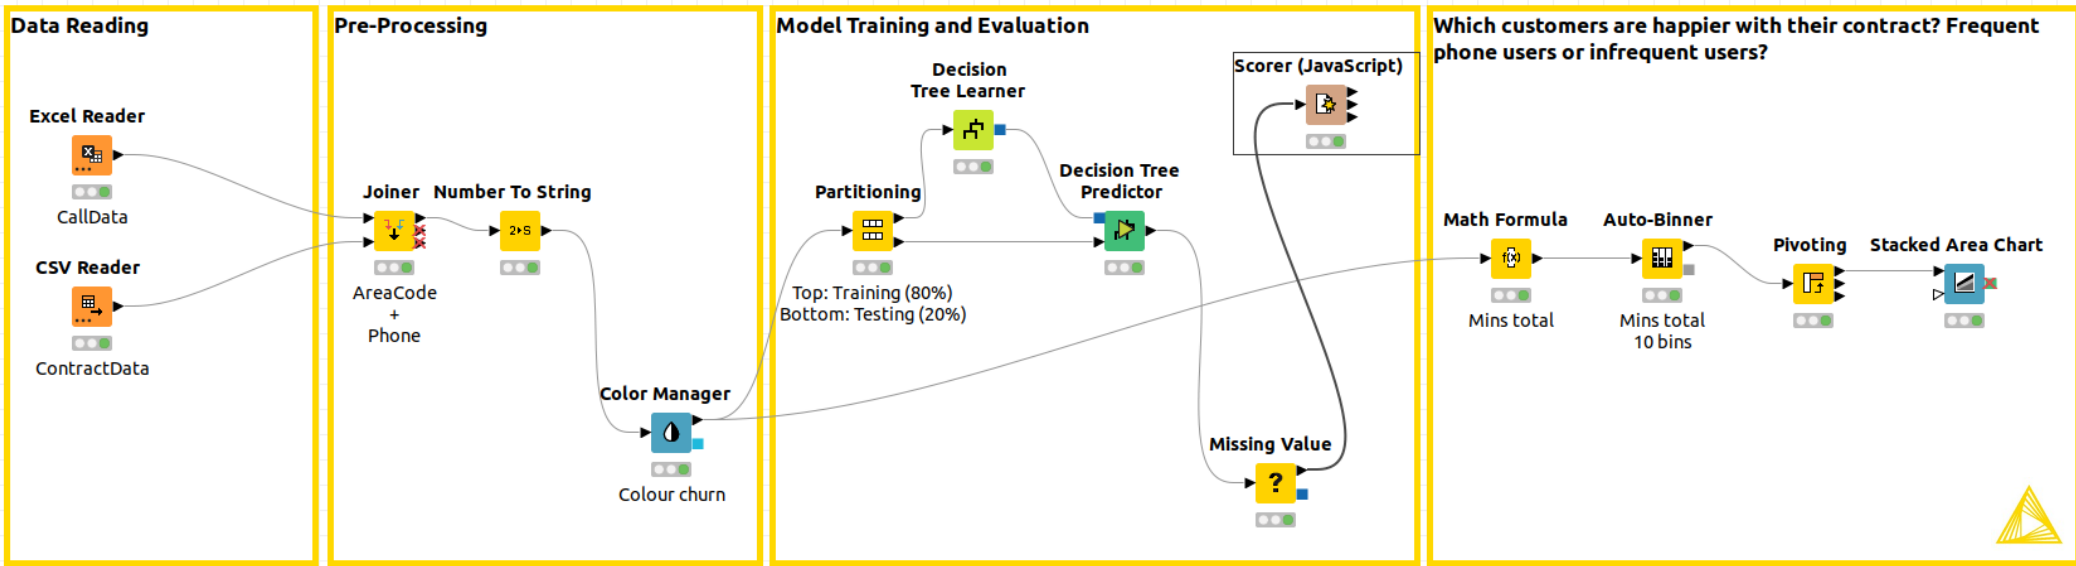 Data Reading
Excel Reader
CallData
CSV Reader
ContractData
Pre-Processing
Joiner
AreaCode
+
Phone
Number To String
2▸S
Color Manager
Colour churn
Model Training and Evaluation
Decision
Tree Learner
Partitioning
Top: Training (80%)
Bottom: Testing (20%)
Decision Tree
Predictor
Scorer (JavaScript)
Missing Value
?
Which customers are happier with their contract? Frequent
phone users or infrequent users?
Math Formula
f(x)
Mins total
Auto-Binner
Mins total
10 bins
Pivoting
Stacked Area Chart